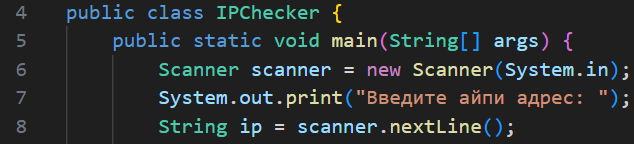 4 public class IPChecker {
5 public static void main(String[] args) {
6 Scanner scanner = new Scanner(System.in);
7 System.out.print("Введите айпи адрес: ");
8 String ip = scanner.nextLine();